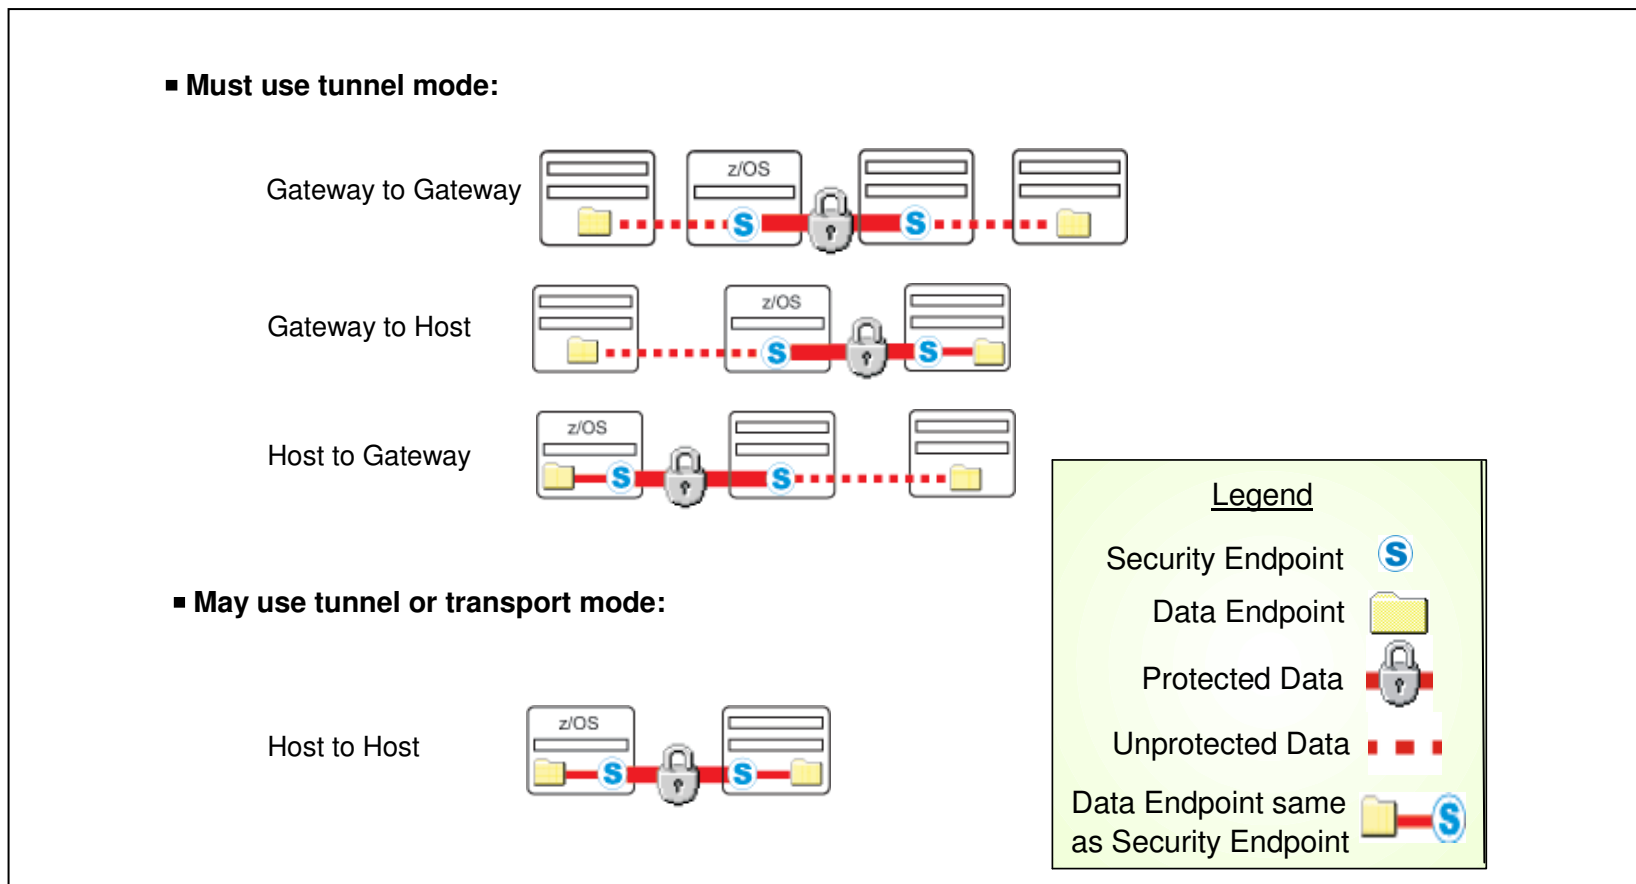 ▪ Must use tunnel mode:
Gateway to Gateway
z/OS
S
S
Gateway to Host
z/OS
S
S
Host to Gateway
z/OS
S
S
▪ May use tunnel or transport mode:
Host to Host
z/OS
S
S
Legend
Security Endpoint
S
Data Endpoint
Protected Data
Unprotected Data
Data Endpoint same
as Security Endpoint
S